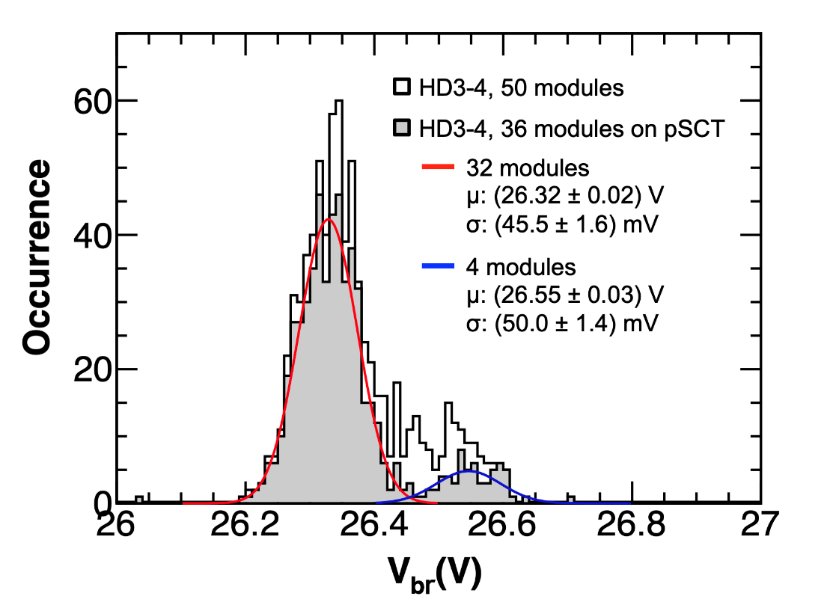 HD3-4, 50 modules
HD3-4, 36 modules on pSCT
32 modules
μ: (26.32 ± 0.02) V
σ: (45.5 ± 1.6) mV
4 modules
μ: (26.55 ± 0.03) V
σ: (50.0 ± 1.4) mV
Occurrence
60
40
20
0
26
26.2
26.4
26.6
26.8
27
Vbr(V)